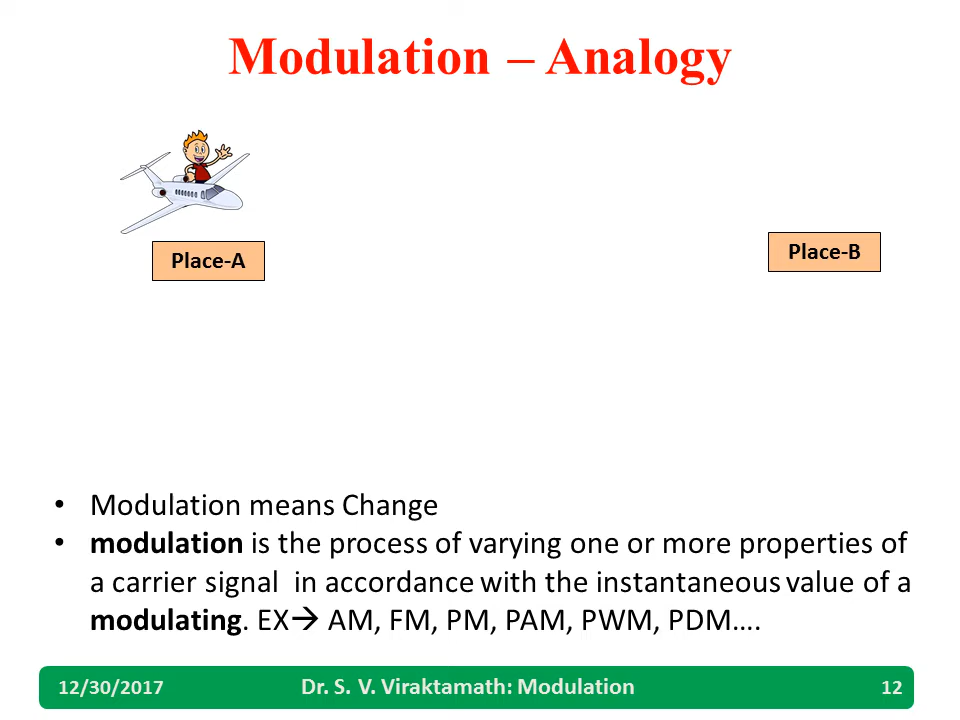 Modulation – Analogy
Place-A
Place-B
• Modulation means Change
• modulation is the process of varying one or more properties of
a carrier signal in accordance with the instantaneous value of a
modulating. EX→ AM, FM, PM, PAM, PWM, PDM….
12/30/2017 Dr. S. V. Viraktamath: Modulation 12